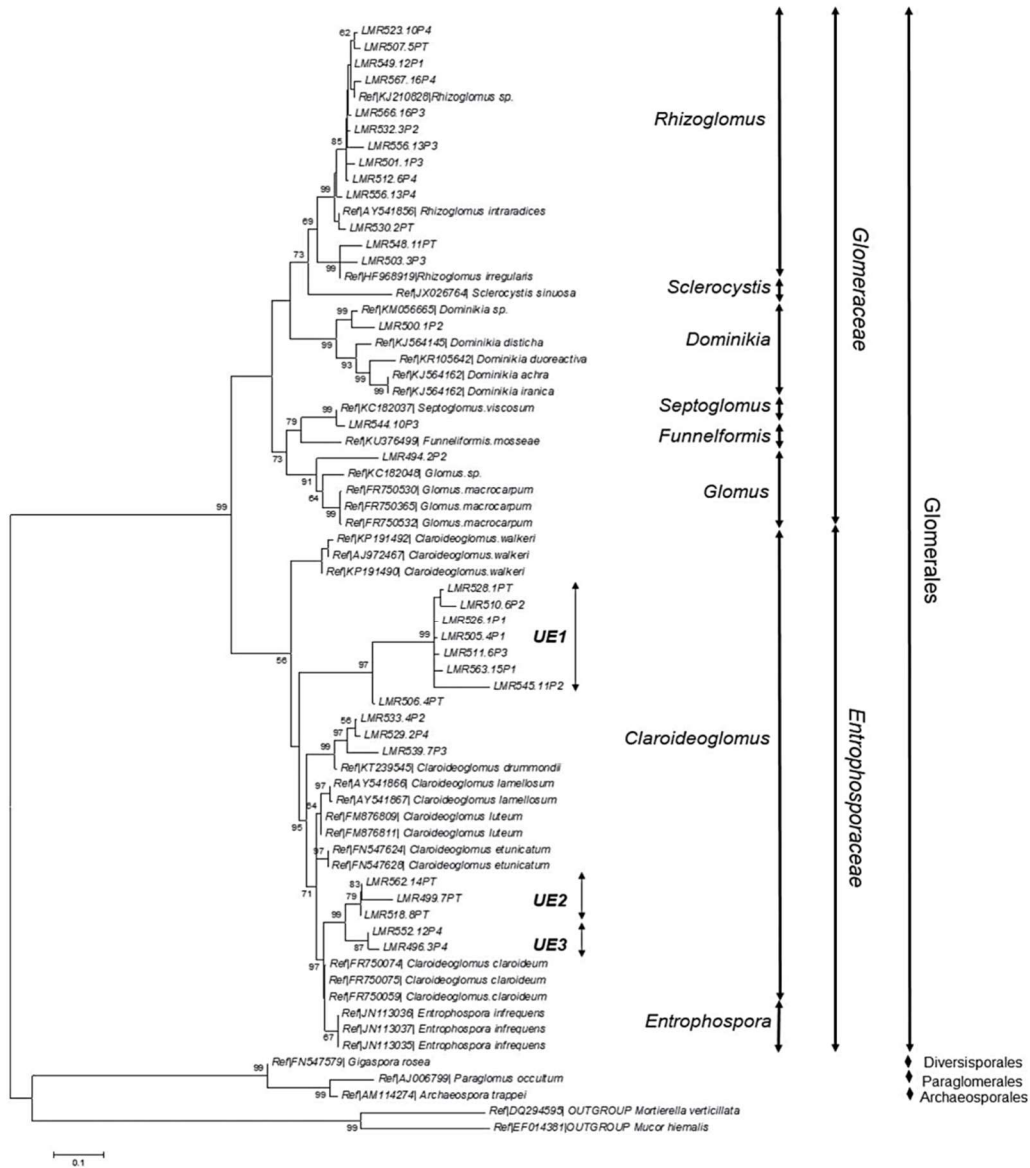 LMR523.10P4
62
LMR507.5PT
LMR549.12P1
LMR567.16P4
Ref|KJ210828|Rhizoglomus sp.
LMR566.16P3
Rhizoglomus
LMR532.3P2
85
LMR556.13P3
LMR501.1P3
LMR512.6P4
99
LMR556.13P4
Ref|AY541856| Rhizoglomus intraradices
69
LMR530.2PT
LMR548.11PT
73
LMR503.3P3
99
Ref|HF968919|Rhizoglomus irregularis
Sclerocystis
Ref|JX026764| Sclerocystis sinuosa
Glomeraceae
99
Ref|KM056665| Dominikia sp.
LMR500.1P2
99
Ref|KJ564145| Dominikia disticha
Dominikia
93
Ref|KR105642| Dominikia duoreactiva
99
Ref|KJ564162| Dominikia achra
99
Ref|KJ564162| Dominikia iranica
99
Ref|KC182037| Septoglomus.viscosum
Septoglomus
79
LMR544.10P3
Ref|KU376499| Funneliformis.mosseae
Funnelformis
73
LMR494.2P2
91
Ref|KC182048| Glomus.sp.
64
Ref|FR750530| Glomus.macrocarpum
Glomus
99
Ref|FR750365| Glomus.macrocarpum
Ref|FR750532| Glomus.macrocarpum
99
Glomerales
Ref|KP191492| Claroideoglomus.walkeri
Ref|AJ972467| Claroideoglomus.walkeri
Ref|KP191490| Claroideoglomus.walkeri
LMR528.1PT
LMR510.6P2
LMR526.1P1
99
LMR505.4P1
UE1
LMR511.6P3
56
97
LMR563.15P1
LMR545.11P2
LMR506.4PT
56
LMR533.4P2
97
LMR529.2P4
Claroideoglomus
99
LMR539.7P3
Ref|KT239545| Claroideoglomus drummondii
Entrophosporaceae
97
Ref|AY541866| Claroideoglomus lamellosum
64
Ref|AY541867| Claroideoglomus lamellosum
95
Ref|FM876809| Claroideoglomus luteum
Ref|FM876811| Claroideoglomus luteum
97
Ref|FN547624| Claroideoglomus etunicatum
Ref|FN547628| Claroideoglomus etunicatum
71
83
LMR562.14PT
79
LMR499.7PT
UE2
99
LMR518.8PT
LMR552.12P4
87
LMR496.3P4
UE3
97
Ref|FR750074| Claroideoglomus claroideum
Ref|FR750075| Claroideoglomus claroideum
Ref|FR750059| Claroideoglomus.claroideum
Ref|JN113036| Entrophospora infrequens
Entrophospora
67
Ref|JN113037| Entrophospora infrequens
Ref|JN113035| Entrophospora infrequens
99
Ref|FN547579| Gigaspora rosea
Diversisporales
Ref|AJ006799| Paraglomus occultum
Paraglomerales
99
Ref|AM114274| Archaeospora trappei
Archaeosporales
Ref|DQ294595| OUTGROUP Mortierella verticillata
99
Ref|EF014381|OUTGROUP Mucor hiemalis
0.1